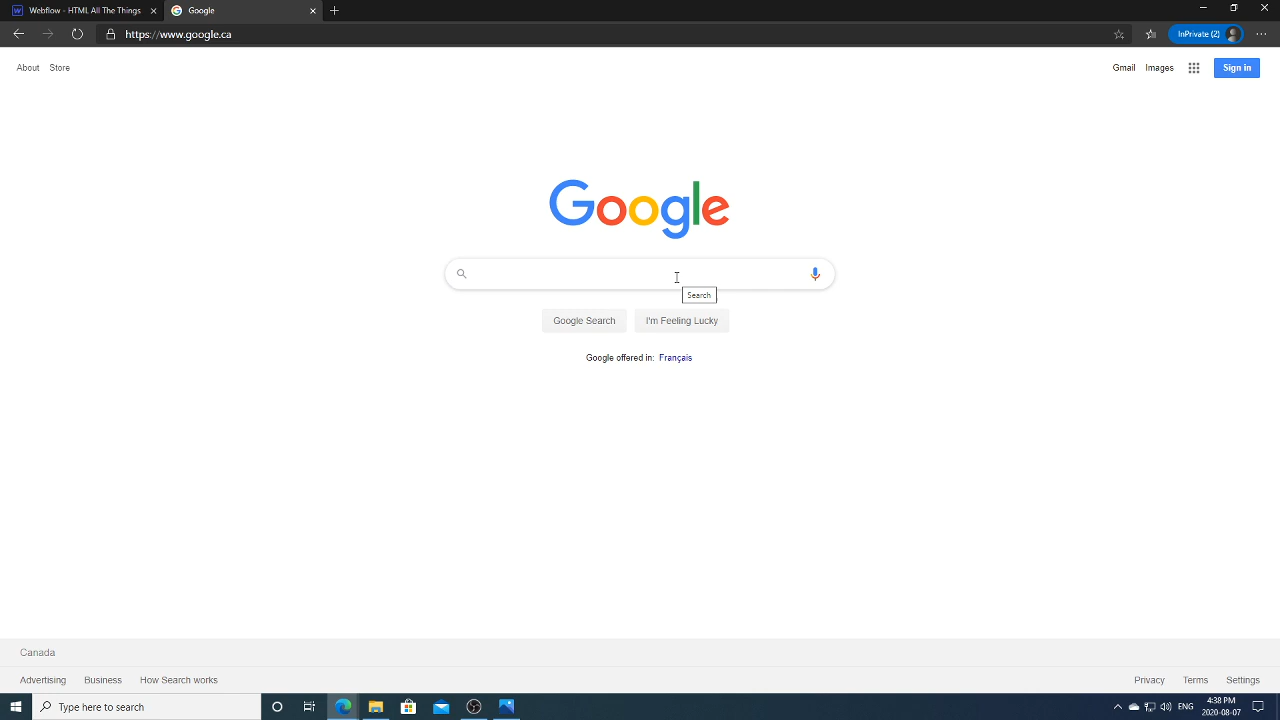 Webflow - HTML All The Things
Google
https://www.google.ca
InPrivate (2)
About Store
Gmail Images Sign in
Google
Search
Google Search I'm Feeling Lucky
Google offered in: Français
Canada
Advertising Business How Search works
Privacy Terms Settings
Type here to search
ENG
4:38 PM
2020-08-07